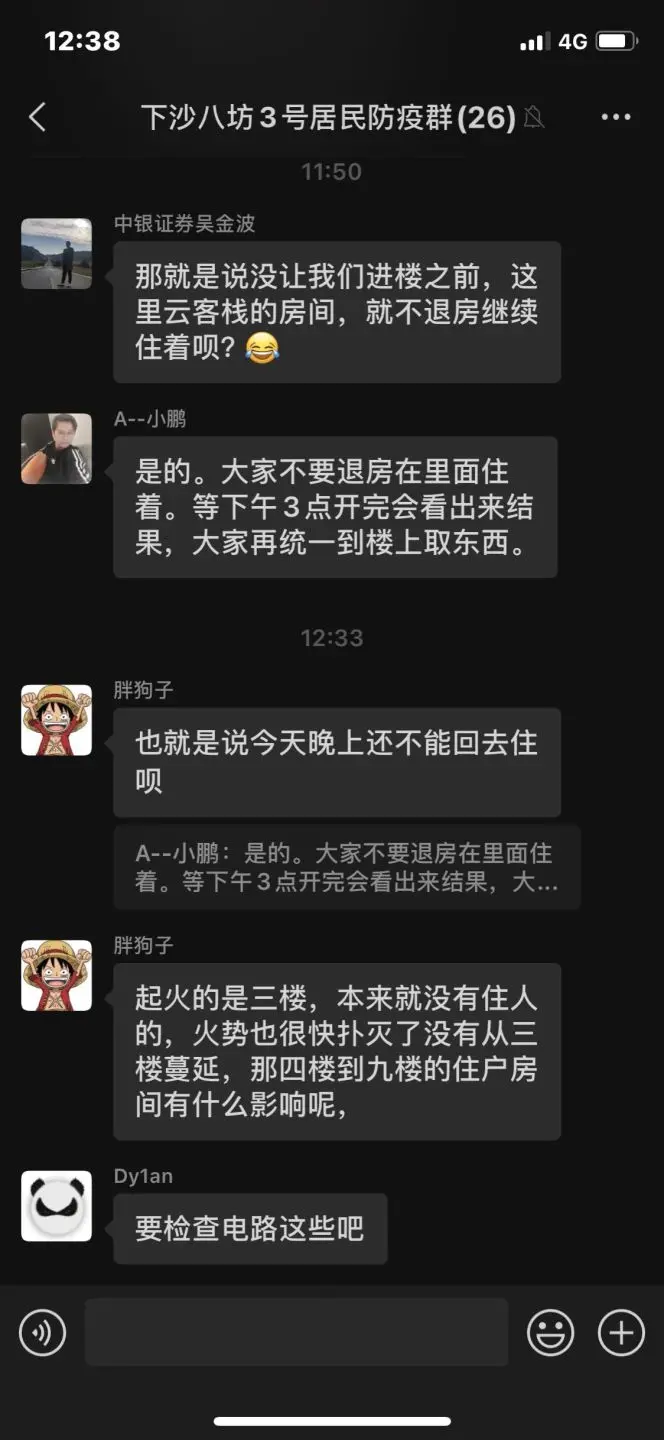 12:38
4G
下沙八坊3号居民防疫群(26)
11:50
中银证券吴金波
那就是说没让我们进楼之前，这
里云客栈的房间，就不退房继续
住着呗?😂
A--小鹏
是的。大家不要退房在里面住
着。等下午3点开完会看出来结
果，大家再统一到楼上取东西。
12:33
胖狗子
也就是说今天晚上还不能回去住
呗
A--小鹏：是的。大家不要退房在里面住
着。等下午3点开完会看出来结果，大...
胖狗子
起火的是三楼，本来就没有住人
的，火势也很快扑灭了没有从三
楼蔓延，那四楼到九楼的住户房
间有什么影响呢，
Dy1an
要检查电路这些吧